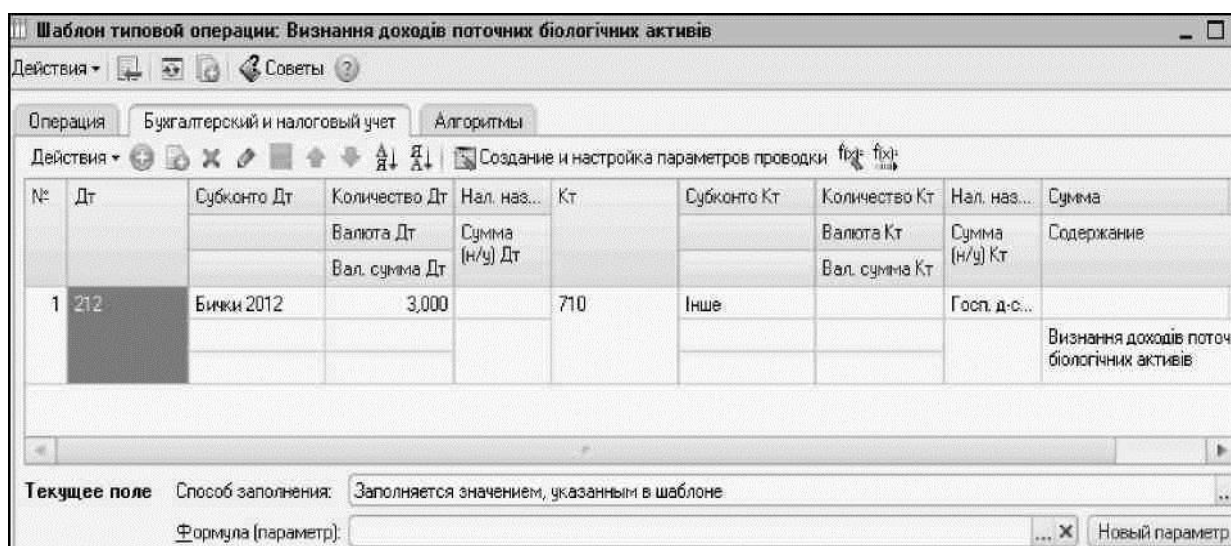 Шаблон типовой операции: Визнання доходів поточних біологічних активів
Действия Советы
Операция Бухгалтерский и налоговый учет Алгоритмы
Действия Создание и настройка параметров проводки
№ Дт Субконто Дт Количество Дт Нал. наз... Кт Субконто Кт Количество Кт Нал. наз... Сумма
Валюта Дт Сумма (н/у) Дт Валюта Кт Сумма (н/у) Кт Содержание
Вал. сумма Дт Вал. сумма Кт
1 212 Бички 2012 3,000 710 Інше Госп. д-с...
Визнання доходів поточ
біологічних активів
Текущее поле Способ заполнения: Заполняется значением, указанным в шаблоне ...
Формула (параметр): ... X Новый параметр